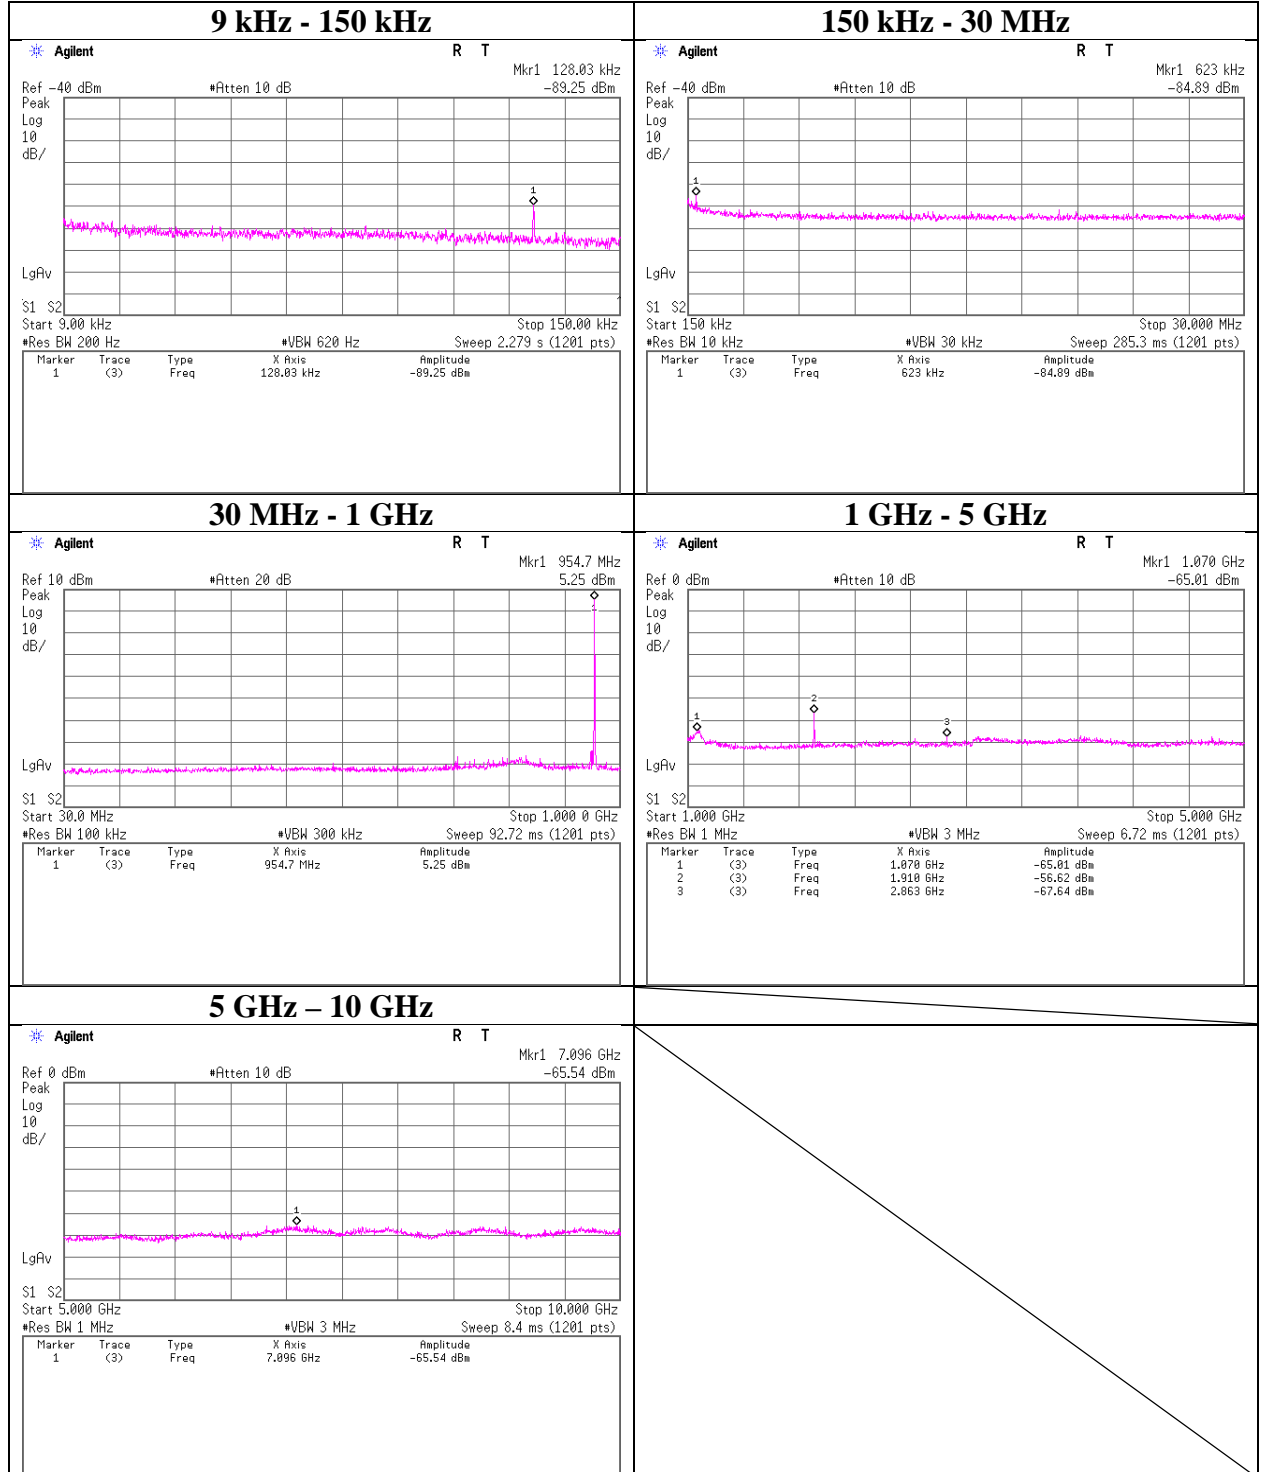 9 kHz - 150 kHz
Agilent R T
Mkr1 128.03 kHz
Ref -40 dBm #Atten 10 dB -89.25 dBm
Peak
Log
10
dB/
1
LgAv
S1 S2
Start 9.00 kHz Stop 150.00 kHz
#Res BW 200 Hz #VBW 620 Hz Sweep 2.279 s (1201 pts)
Marker Trace Type X Axis Amplitude
1 (3) Freq 128.03 kHz -89.25 dBm
150 kHz - 30 MHz
Agilent R T
Mkr1 623 kHz
Ref -40 dBm #Atten 10 dB -84.89 dBm
Peak
Log
10
dB/
1
LgAv
S1 S2
Start 150 kHz Stop 30.000 MHz
#Res BW 10 kHz #VBW 30 kHz Sweep 285.3 ms (1201 pts)
Marker Trace Type X Axis Amplitude
1 (3) Freq 623 kHz -84.89 dBm
30 MHz - 1 GHz
Agilent R T
Mkr1 954.7 MHz
Ref 10 dBm #Atten 20 dB 5.25 dBm
Peak
Log
10
dB/
1
LgAv
S1 S2
Start 30.0 MHz Stop 1.000 0 GHz
#Res BW 100 kHz #VBW 300 kHz Sweep 92.72 ms (1201 pts)
Marker Trace Type X Axis Amplitude
1 (3) Freq 954.7 MHz 5.25 dBm
1 GHz - 5 GHz
Agilent R T
Mkr1 1.070 GHz
Ref 0 dBm #Atten 10 dB -65.01 dBm
Peak
Log
10
dB/
2
1 3
LgAv
S1 S2
Start 1.000 GHz Stop 5.000 GHz
#Res BW 1 MHz #VBW 3 MHz Sweep 6.72 ms (1201 pts)
Marker Trace Type X Axis Amplitude
1 (3) Freq 1.070 GHz -65.01 dBm
2 (3) Freq 1.910 GHz -56.62 dBm
3 (3) Freq 2.863 GHz -67.64 dBm
5 GHz – 10 GHz
Agilent R T
Mkr1 7.096 GHz
Ref 0 dBm #Atten 10 dB -65.54 dBm
Peak
Log
10
dB/
1
LgAv
S1 S2
Start 5.000 GHz Stop 10.000 GHz
#Res BW 1 MHz #VBW 3 MHz Sweep 8.4 ms (1201 pts)
Marker Trace Type X Axis Amplitude
1 (3) Freq 7.096 GHz -65.54 dBm